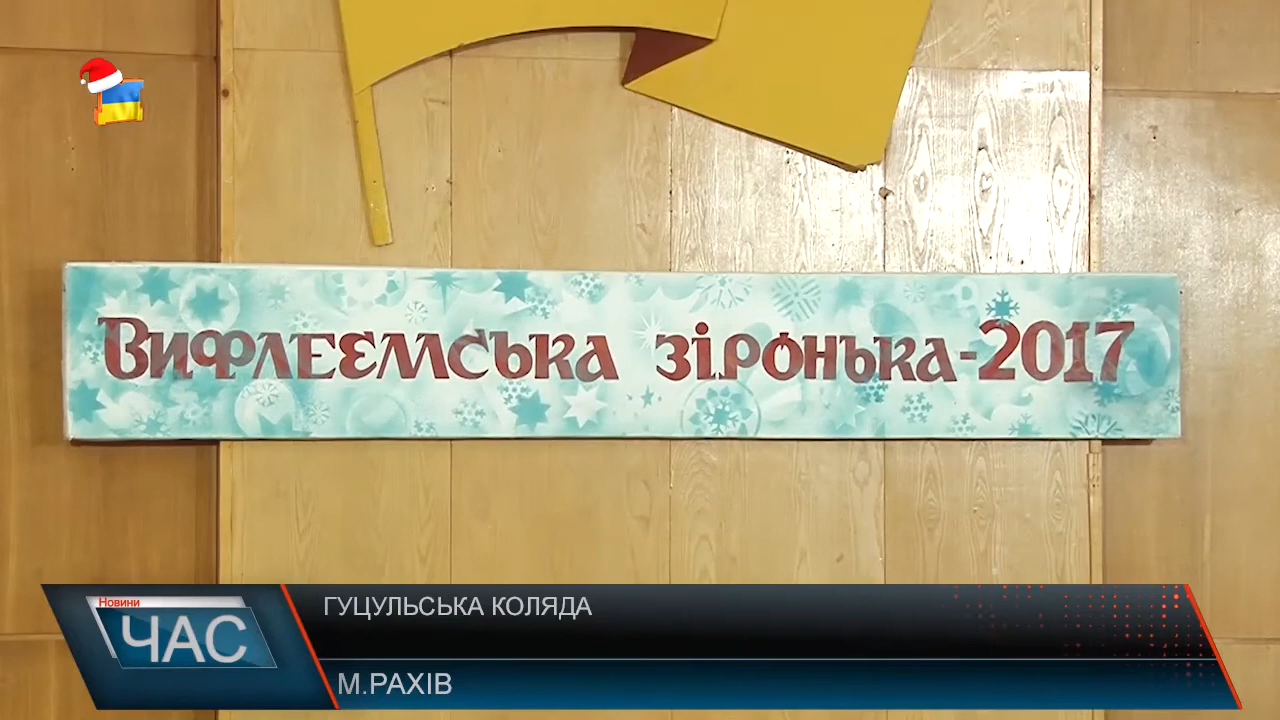 Вифлеємська зіронька-2017
Новини
ЧАС
ГУЦУЛЬСЬКА КОЛЯДА
М.РАХІВ